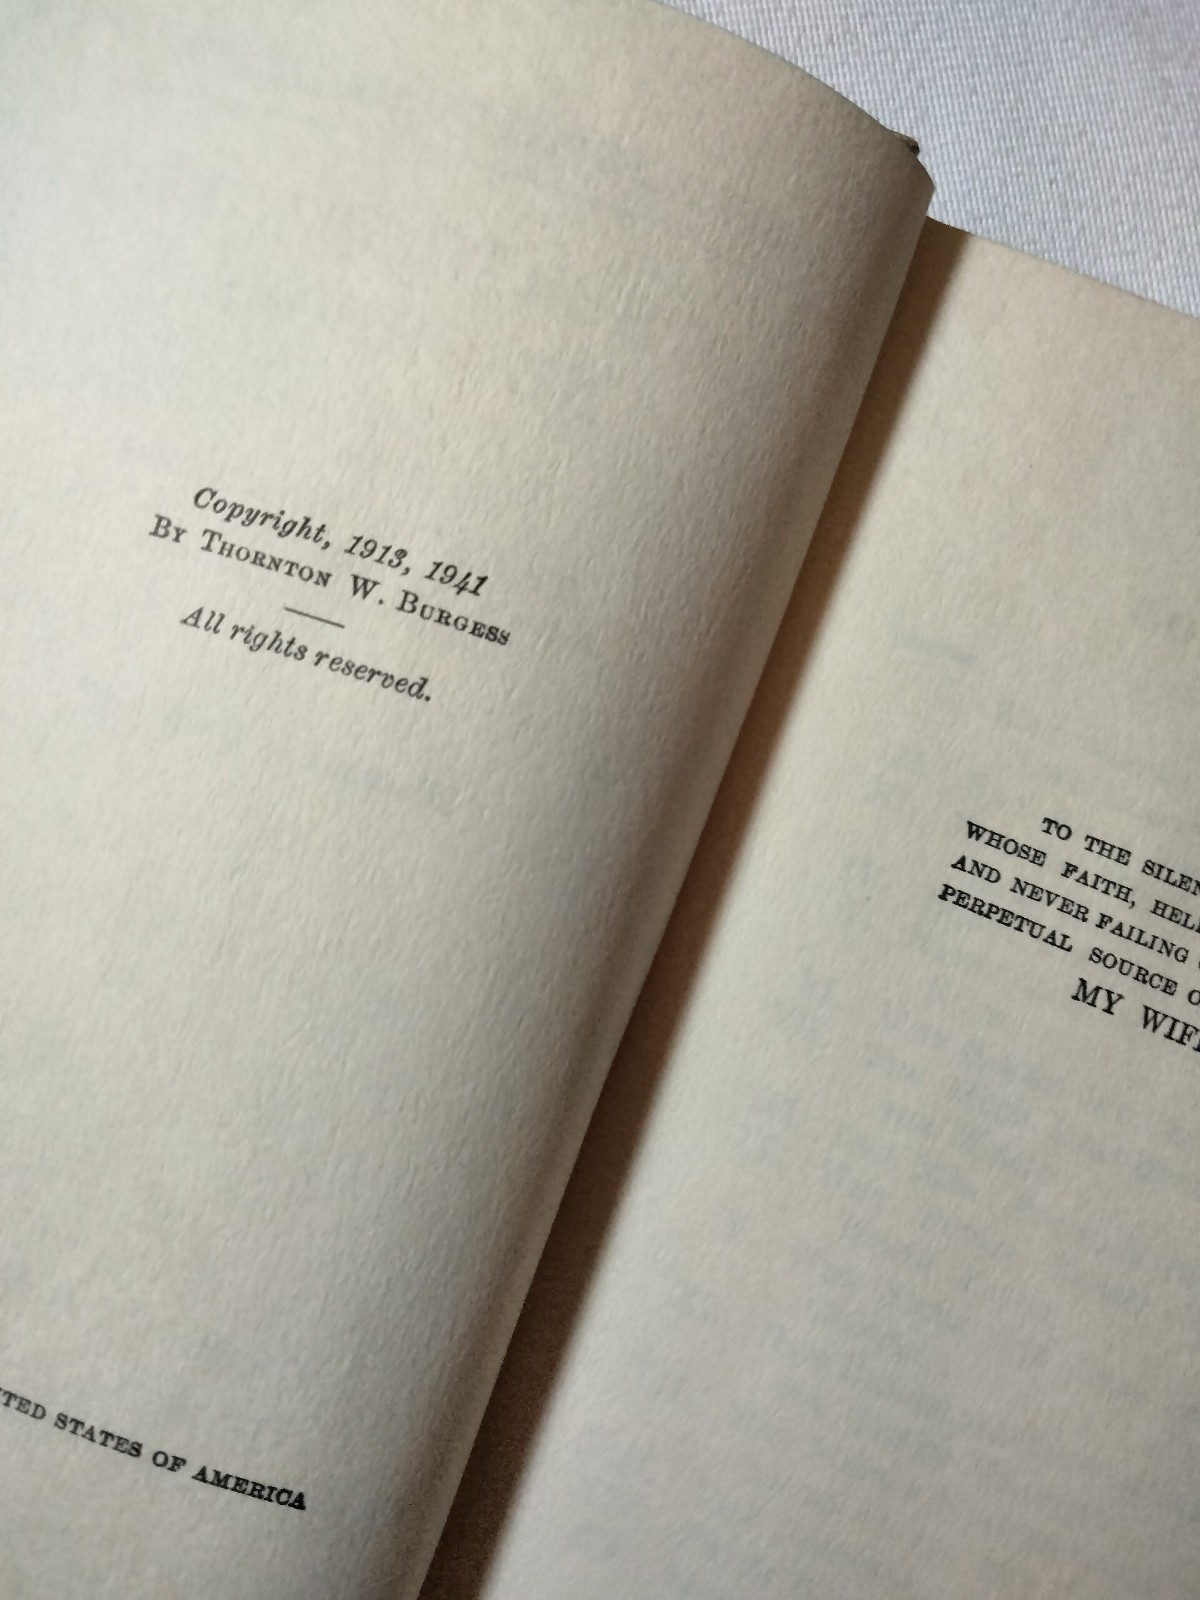 Copyright, 1913, 1941
By Thornton W. Burgess
All rights reserved.
STATES OF AMERICA
TO THE
WHOSE FAITH,
AND NEVER FAILING
PERPETUAL SOURCE
MY